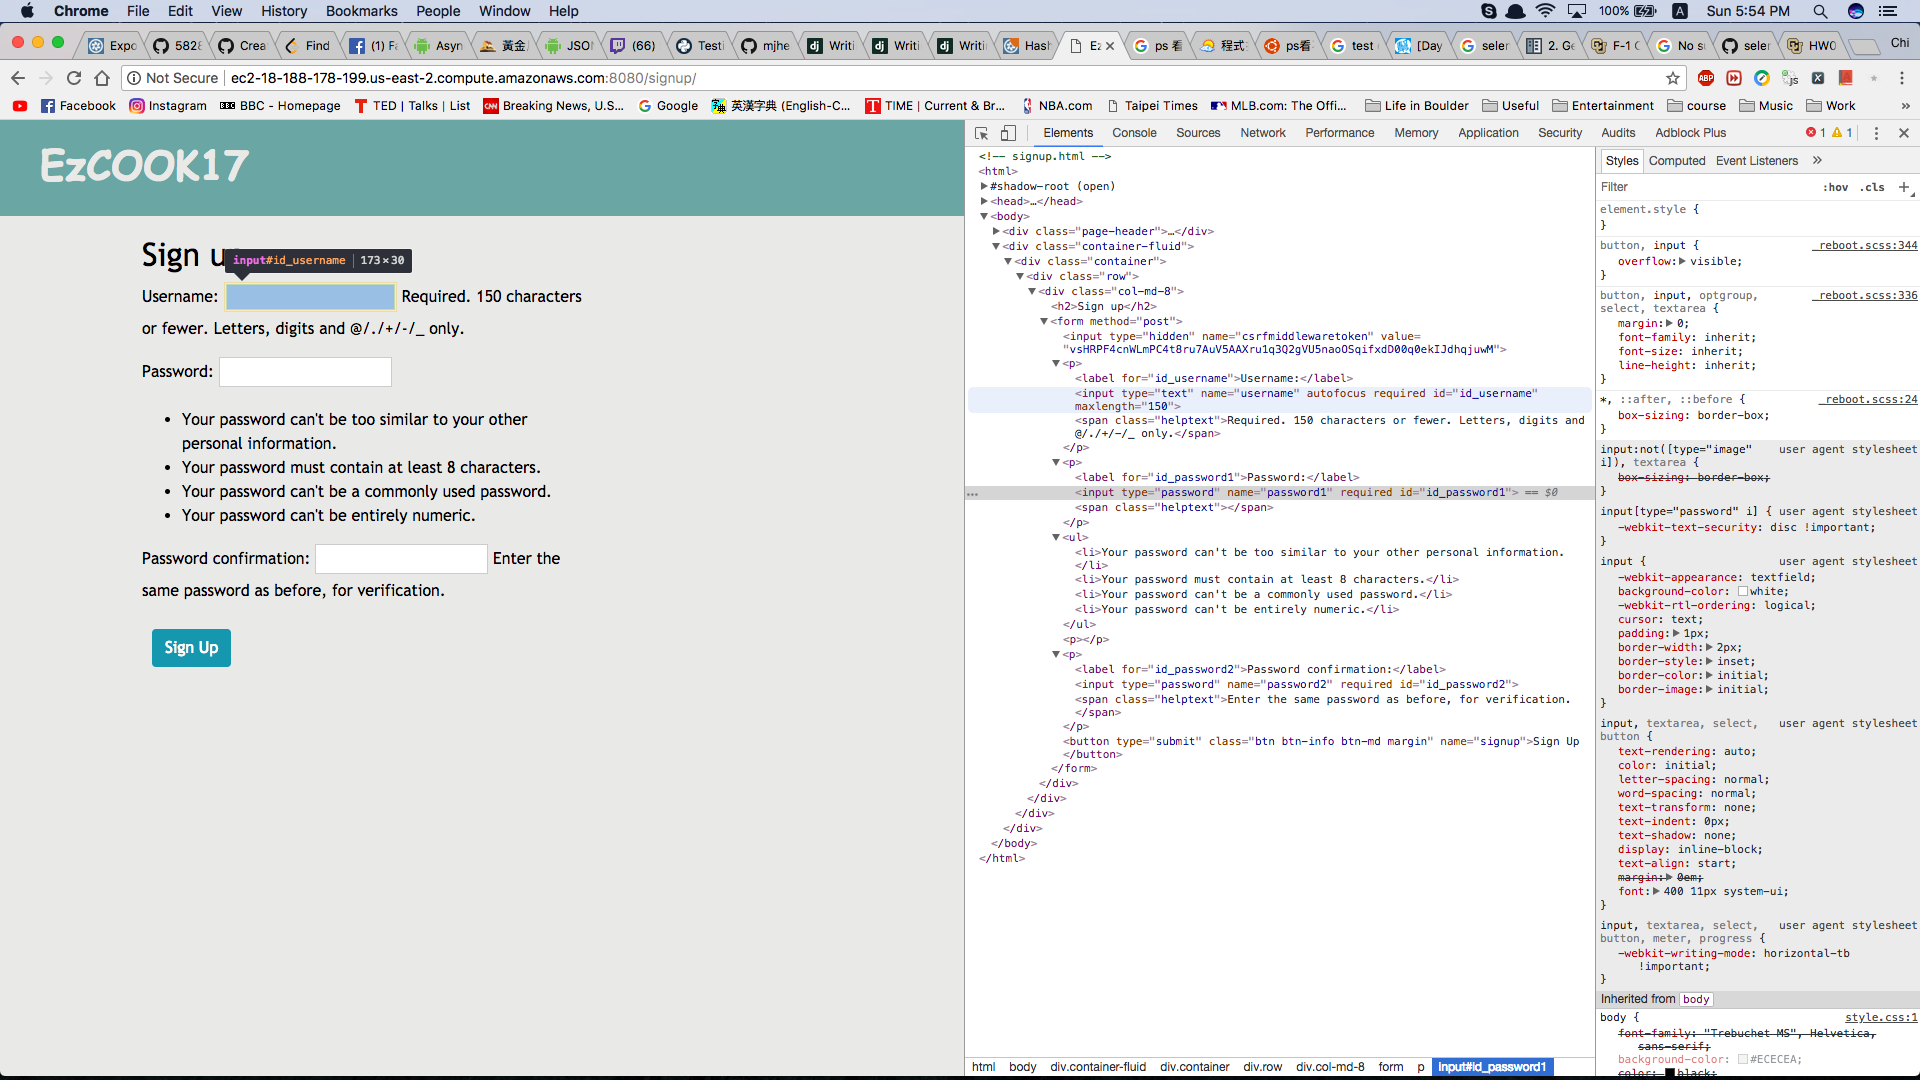 Chrome File Edit View History Bookmarks People Window Help 100% A Sun 5:54 PM
Expo 5828 Crea Find (1) Fa Asyn 黃金 JSO (66) Testi mjhe Writi Writi Writi Hash Ez ps 看 程式 ps看 test seler [Day seler 2. Ge F-1 C No su seler HWO Chi
Not Secure ec2-18-188-178-199.us-east-2.compute.amazonaws.com:8080/signup/
Facebook Instagram BBC - Homepage TED | Talks | List Breaking News, U.S... Google 英漢字典 (English-C... TIME | Current & Br... NBA.com Taipei Times MLB.com: The Offi... Life in Boulder Useful Entertainment course Music Work »
EzCOOK17
Sign u
input#id_username | 173×30
Username: Required. 150 characters
or fewer. Letters, digits and @/./+/-/_ only.
Password:
• Your password can't be too similar to your other
personal information.
• Your password must contain at least 8 characters.
• Your password can't be a commonly used password.
• Your password can't be entirely numeric.
Password confirmation: Enter the
same password as before, for verification.
Sign Up
Elements Console Sources Network Performance Memory Application Security Audits Adblock Plus 1 1
<!-- signup.html -->
<html>
#shadow-root (open)
<head>…</head>
<body>
<div class="page-header">…</div>
<div class="container-fluid">
<div class="container">
<div class="row">
<div class="col-md-8">
<h2>Sign up</h2>
<form method="post">
<input type="hidden" name="csrfmiddlewaretoken" value=
"vsHRPF4cnWLmPC4t8ru7AuV5AAXru1q3Q2gVU5naoOSqifxdD00q0ekIJdhqjuwM">
<p>
<label for="id_username">Username:</label>
<input type="text" name="username" autofocus required id="id_username"
maxlength="150">
<span class="helptext">Required. 150 characters or fewer. Letters, digits and
@/./+/-/_ only.</span>
</p>
<p>
<label for="id_password1">Password:</label>
… <input type="password" name="password1" required id="id_password1"> == $0
<span class="helptext"></span>
</p>
<ul>
<li>Your password can't be too similar to your other personal information.
</li>
<li>Your password must contain at least 8 characters.</li>
<li>Your password can't be a commonly used password.</li>
<li>Your password can't be entirely numeric.</li>
</ul>
<p></p>
<p>
<label for="id_password2">Password confirmation:</label>
<input type="password" name="password2" required id="id_password2">
<span class="helptext">Enter the same password as before, for verification.
</span>
</p>
<button type="submit" class="btn btn-info btn-md margin" name="signup">Sign Up
</button>
</form>
</div>
</div>
</div>
</div>
</body>
</html>
html body div.container-fluid div.container div.row div.col-md-8 form p input#id_password1
Styles Computed Event Listeners »
Filter :hov .cls +
element.style {
}
button, input { _reboot.scss:344
overflow: visible;
}
button, input, optgroup, _reboot.scss:336
select, textarea {
margin: 0;
font-family: inherit;
font-size: inherit;
line-height: inherit;
}
*, ::after, ::before { _reboot.scss:24
box-sizing: border-box;
}
input:not([type="image" user agent stylesheet
i]), textarea {
box-sizing: border-box;
}
input[type="password" i] { user agent stylesheet
-webkit-text-security: disc !important;
}
input { user agent stylesheet
-webkit-appearance: textfield;
background-color: white;
-webkit-rtl-ordering: logical;
cursor: text;
padding: 1px;
border-width: 2px;
border-style: inset;
border-color: initial;
border-image: initial;
}
input, textarea, select, user agent stylesheet
button {
text-rendering: auto;
color: initial;
letter-spacing: normal;
word-spacing: normal;
text-transform: none;
text-indent: 0px;
text-shadow: none;
display: inline-block;
text-align: start;
margin: 0em;
font: 400 11px system-ui;
}
input, textarea, select, user agent stylesheet
button, meter, progress {
-webkit-writing-mode: horizontal-tb
!important;
}
Inherited from body
body { style.css:1
font-family: "Trebuchet MS", Helvetica,
sans-serif;
background-color: #ECECEA;
color: black;